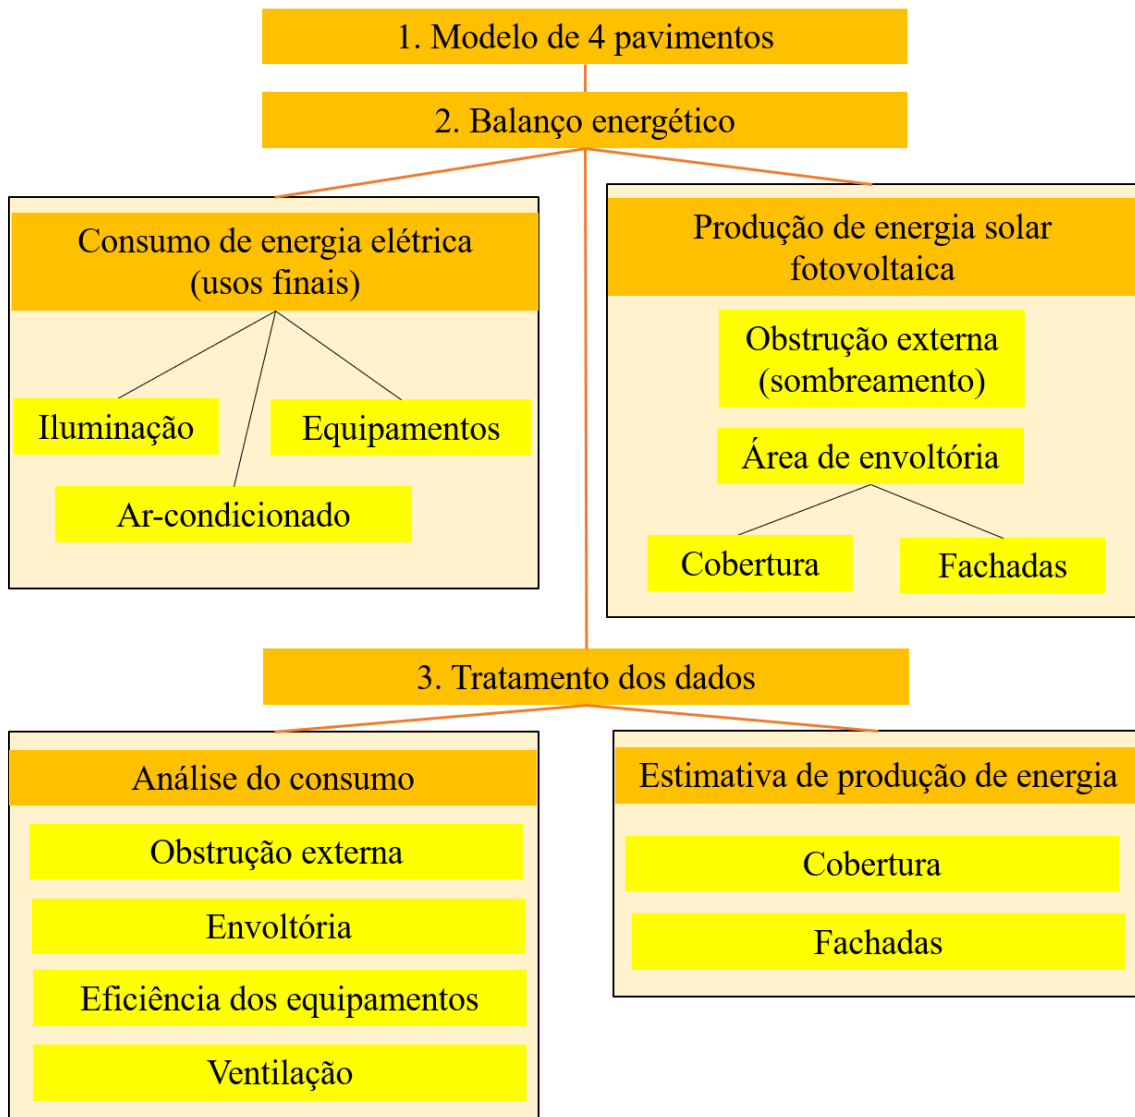 1. Modelo de 4 pavimentos
2. Balanço energético
Consumo de energia elétrica
(usos finais)
Iluminação
Equipamentos
Ar-condicionado
Produção de energia solar
fotovoltaica
Obstrução externa
(sombreamento)
Área de envoltória
Cobertura
Fachadas
3. Tratamento dos dados
Análise do consumo
Obstrução externa
Envoltória
Eficiência dos equipamentos
Ventilação
Estimativa de produção de energia
Cobertura
Fachadas